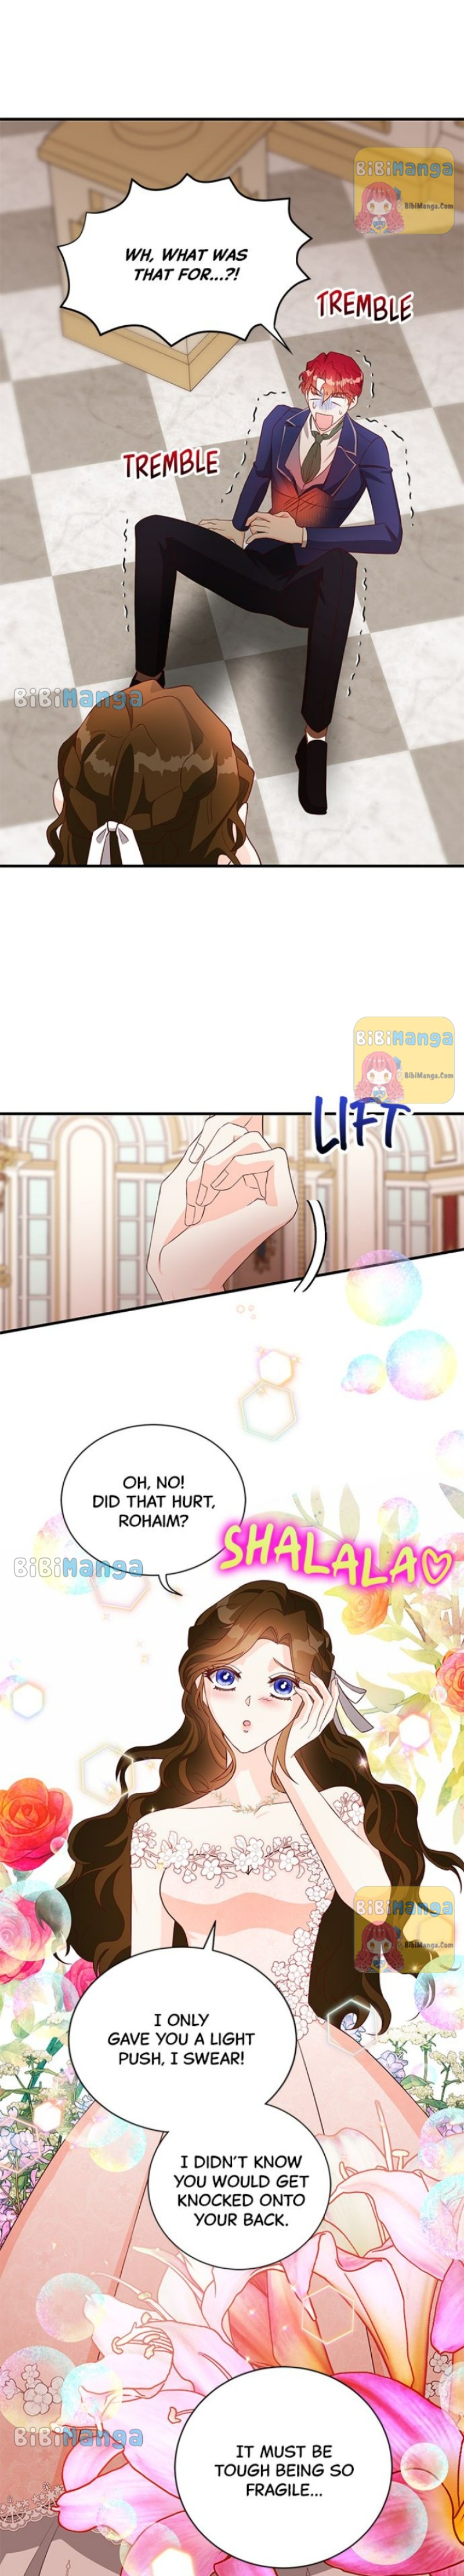 BiBiManga
BibiManga.Com
WH, WHAT WAS
THAT FOR...?!
TREMBLE
TREMBLE
BiBiManga
BiBiManga
BibiManga.Com
LIFT
OH, NO!
DID THAT HURT,
ROHAIM?
SHALALA♡
BiBiManga
BiBiManga
BibiManga.Com
I ONLY
GAVE YOU A LIGHT
PUSH, I SWEAR!
I DIDN'T KNOW
YOU WOULD GET
KNOCKED ONTO
YOUR BACK.
BiBiManga
IT MUST BE
TOUGH BEING SO
FRAGILE...